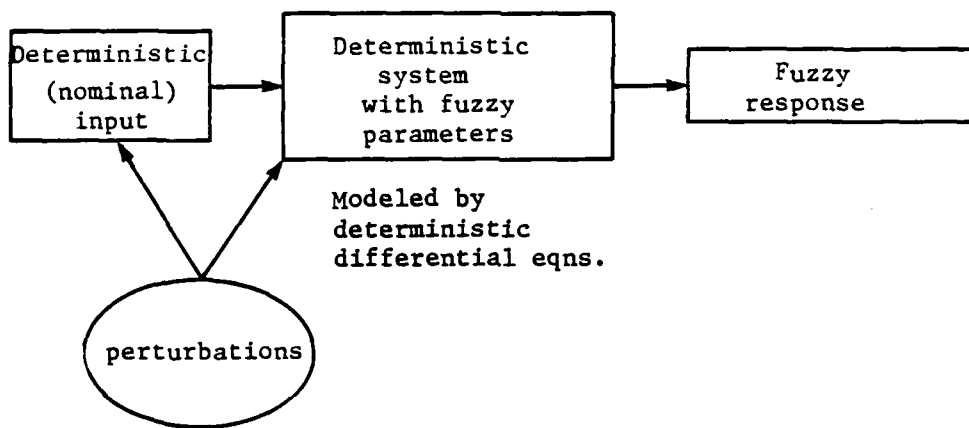 Deterministic
(nominal)
input
Deterministic
system
with fuzzy
parameters
Fuzzy
response
Modeled by
deterministic
differential eqns.
perturbations